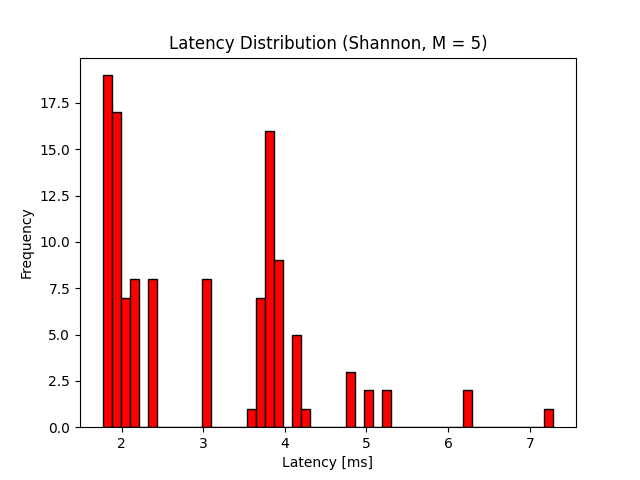 Latency Distribution (Shannon, M = 5)
17.5
15.0
12.5
10.0
7.5
5.0
2.5
0.0
Frequency
2 3 4 5 6 7
Latency [ms]